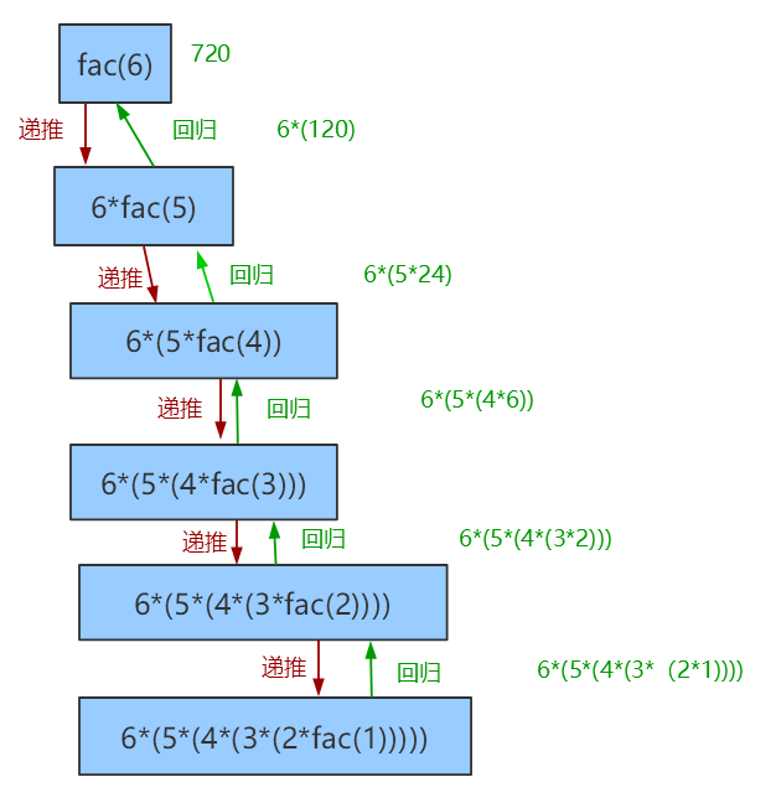 fac(6)
720
递推
回归
6*(120)
6*fac(5)
递推
回归
6*(5*24)
6*(5*fac(4))
递推
回归
6*(5*(4*6))
6*(5*(4*fac(3)))
递推
回归
6*(5*(4*(3*2)))
6*(5*(4*(3*fac(2))))
递推
回归
6*(5*(4*(3*（2*1))))
6*(5*(4*(3*(2*fac(1)))))